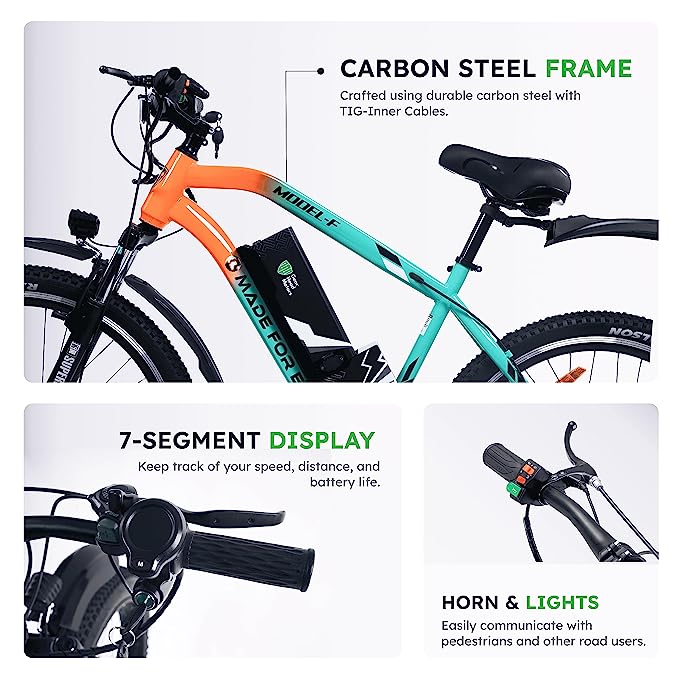 CARBON STEEL FRAME
Crafted using durable carbon steel with
TIG-Inner Cables.
MODEL-F
MADE FOR E
SUPER
7-SEGMENT DISPLAY
Keep track of your speed, distance, and
battery life.
M
HORN & LIGHTS
Easily communicate with
pedestrians and other road users.